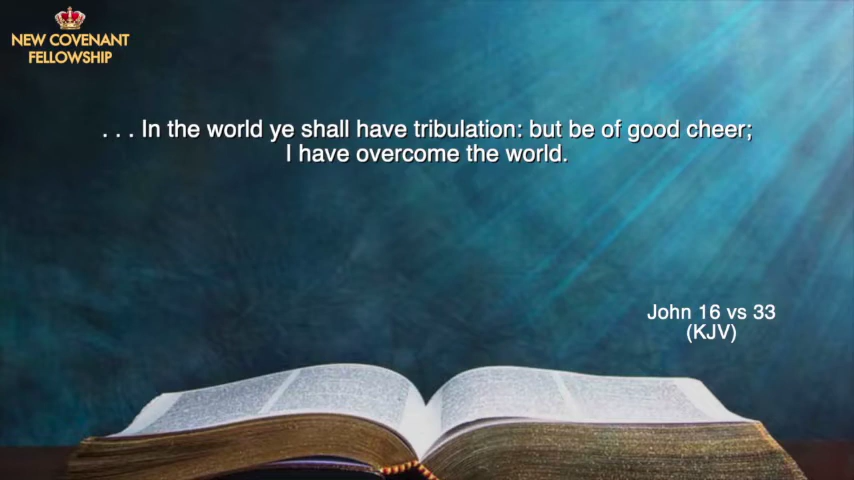 NEW COVENANT
FELLOWSHIP
. . . In the world ye shall have tribulation: but be of good cheer;
I have overcome the world.
John 16 vs 33
(KJV)